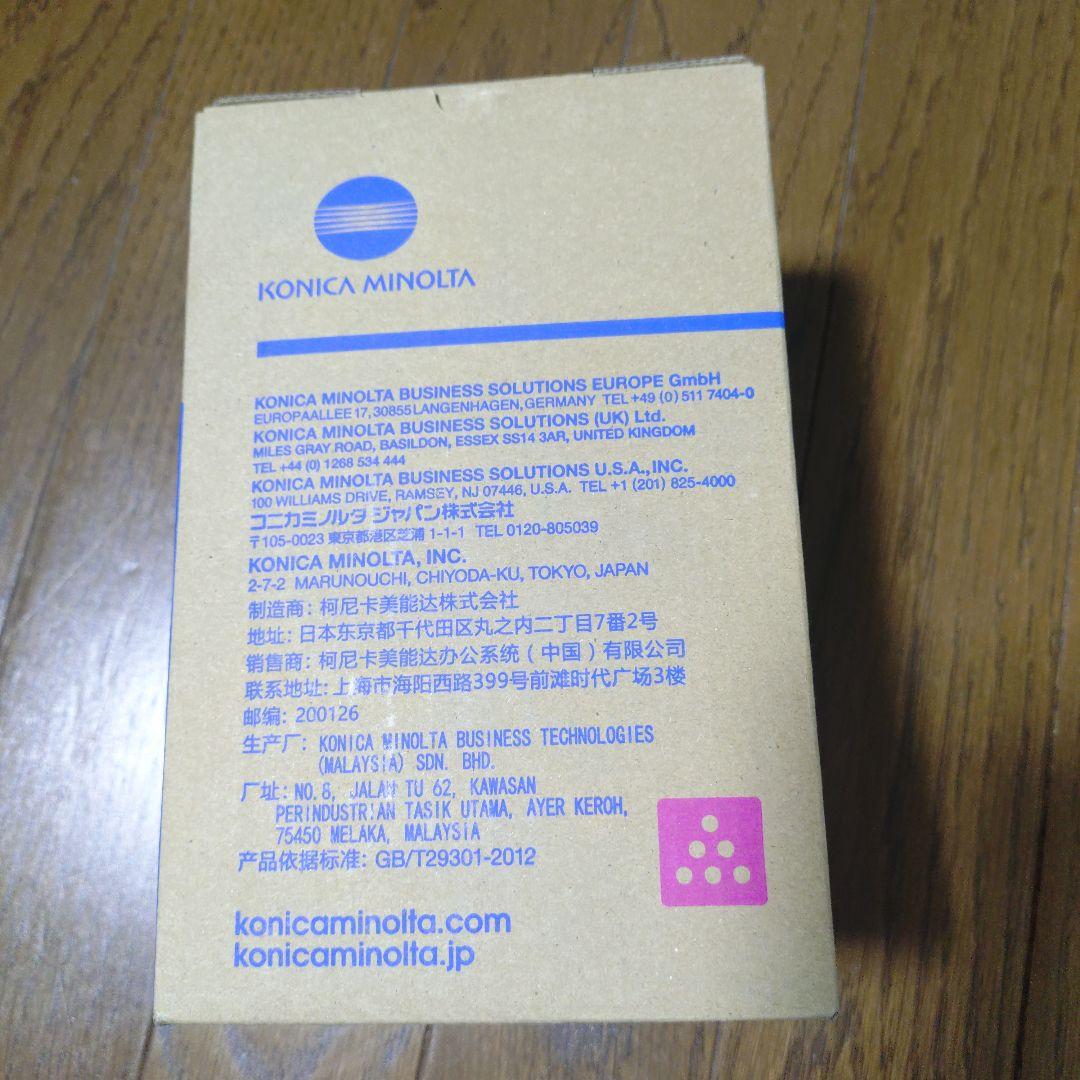 KONICA MINOLTA
KONICA MINOLTA BUSINESS SOLUTIONS EUROPE GmbH
EUROPAALLEE 17, 30855 LANGENHAGEN, GERMANY TEL +49 (0) 511 7404-0
KONICA MINOLTA BUSINESS SOLUTIONS (UK) Ltd.
MILES GRAY ROAD, BASILDON, ESSEX SS14 3AR, UNITED KINGDOM
TEL +44 (0) 1268 534 444
KONICA MINOLTA BUSINESS SOLUTIONS U.S.A., INC.
100 WILLIAMS DRIVE, RAMSEY, NJ 07446, U.S.A. TEL +1 (201) 825-4000
コニカミノルタ ジャパン株式会社
〒105-0023 東京都港区芝浦 1-1-1 TEL 0120-805039
KONICA MINOLTA, INC.
2-7-2 MARUNOUCHI, CHIYODA-KU, TOKYO, JAPAN
制造商: 柯尼卡美能达株式会社
地址: 日本东京都千代田区丸之内二丁目7番2号
销售商: 柯尼卡美能达办公系统（中国）有限公司
联系地址: 上海市海阳西路399号前滩时代广场3楼
邮编: 200126
生产厂: KONICA MINOLTA BUSINESS TECHNOLOGIES
(MALAYSIA) SDN. BHD.
厂址: NO.8, JALAN TU 62, KAWASAN
PERINDUSTRIAN TASIK UTAMA, AYER KEROH,
75450 MELAKA, MALAYSIA
产品依据标准: GB/T29301-2012
konicaminolta.com
konicaminolta.jp